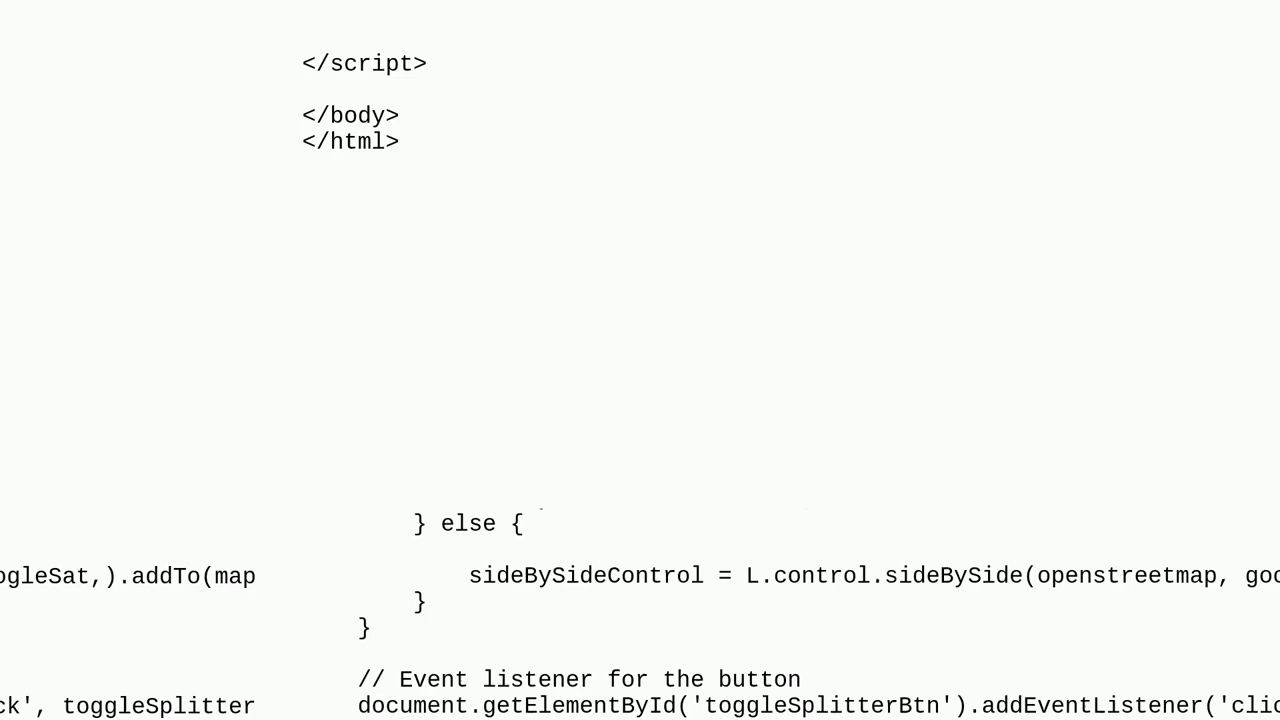 </script>
</body>
</html>
} else {
ogleSat,).addTo(map
sideBySideControl = L.control.sideBySide(openstreetmap, goo
}
}
// Event listener for the button
ck', toggleSplitter
document.getElementById('toggleSplitterBtn').addEventListener('clic